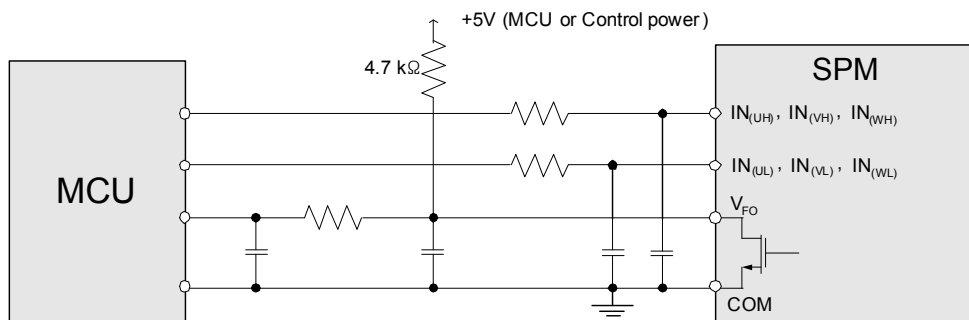 +5V (MCU or Control power)
4.7 kΩ
SPM
IN(UH), IN(VH), IN(WH)
MCU
IN(UL), IN(VL), IN(WL)
VFO
COM